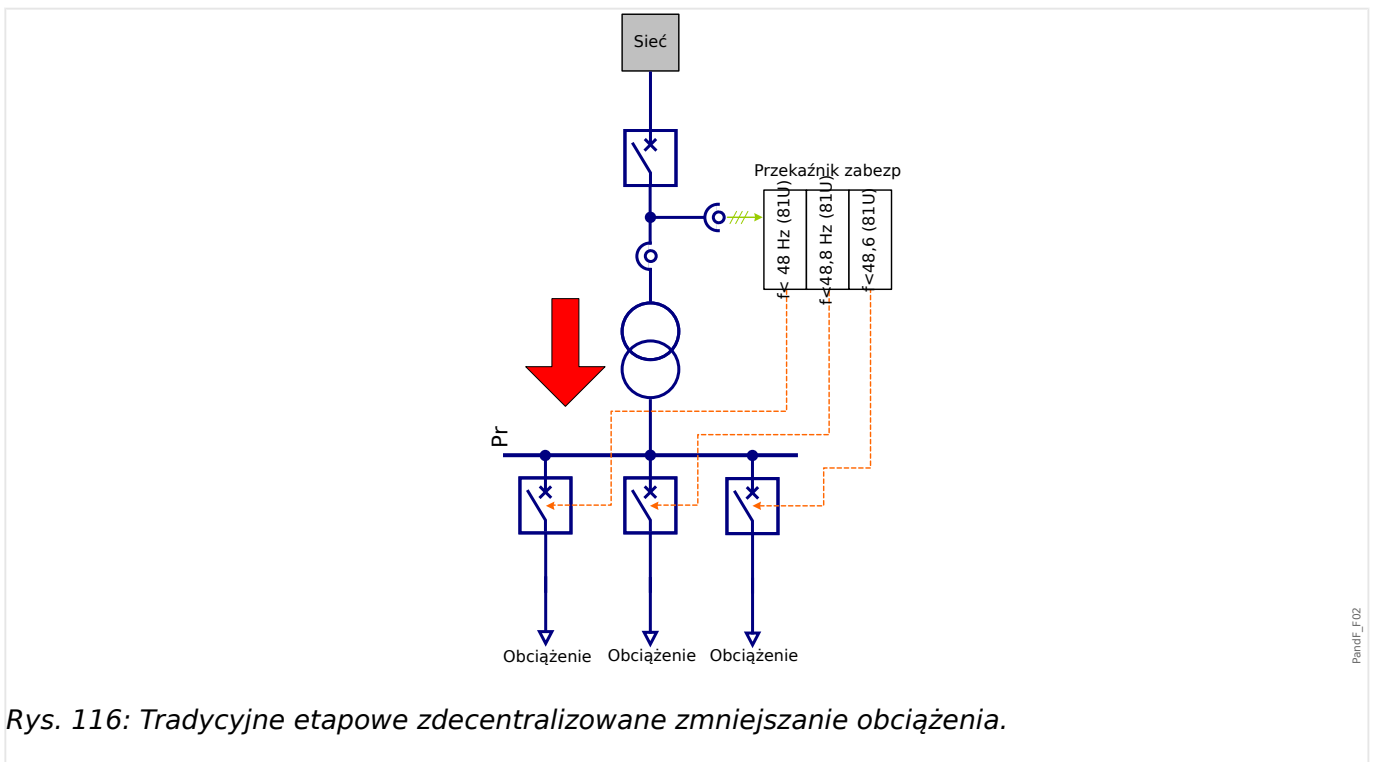 Sieć
Przekaźnik zabezp
f< 48 Hz (81U)
f<48,8 Hz (81U)
f<48,6 (81U)
Pr
Obciążenie
Obciążenie
Obciążenie
PandF_F02
Rys. 116: Tradycyjne etapowe zdecentralizowane zmniejszanie obciążenia.